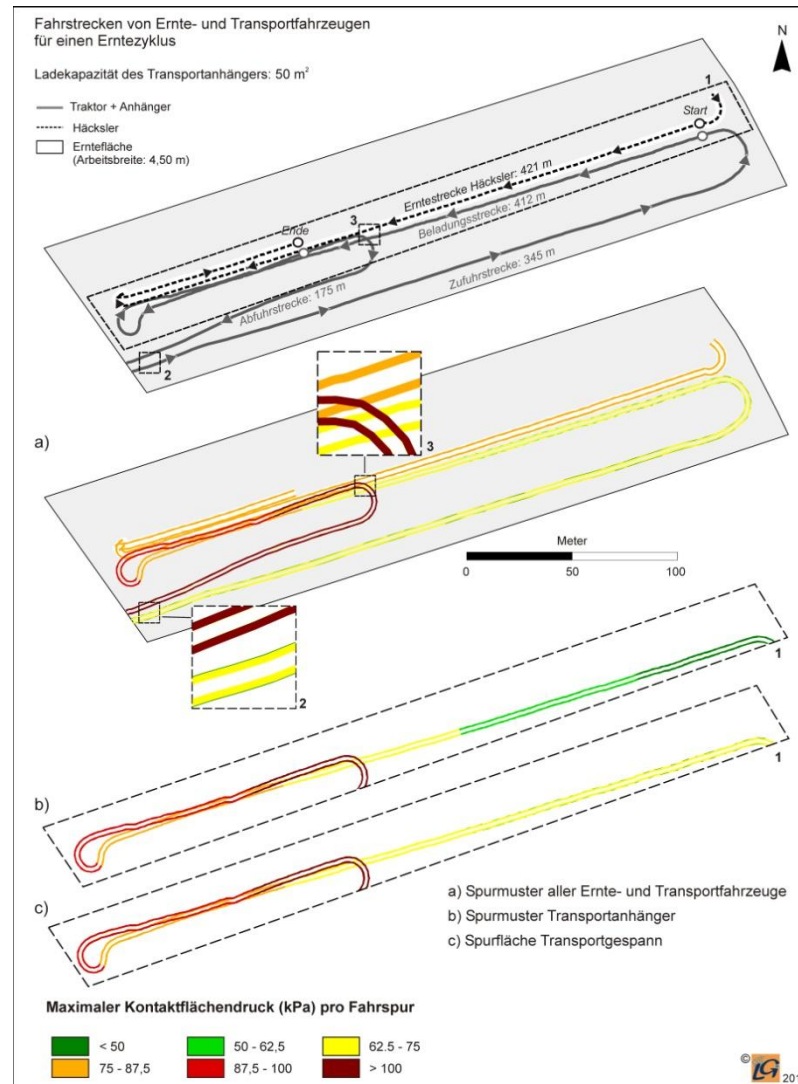 Fahrstrecken von Ernte- und Transportfahrzeugen
für einen Erntezyklus
Ladekapazität des Transportanhängers: 50 m²
Traktor + Anhänger
Häcksler
Erntefläche
(Arbeitsbreite: 4,50 m)
N
1
Start
Erntestrecke Häcksler: 421 m
3
Beladungsstrecke: 412 m
Ende
Zufuhrstrecke: 345 m
Abfuhrstrecke: 175 m
2
a)
3
Meter
0 50 100
2
1
b)
1
c)
a) Spurmuster aller Ernte- und Transportfahrzeuge
b) Spurmuster Transportanhänger
c) Spurfläche Transportgespann
Maximaler Kontaktflächendruck (kPa) pro Fahrspur
< 50 50 - 62,5 62.5 - 75
75 - 87,5 87,5 - 100 > 100
© LG 201